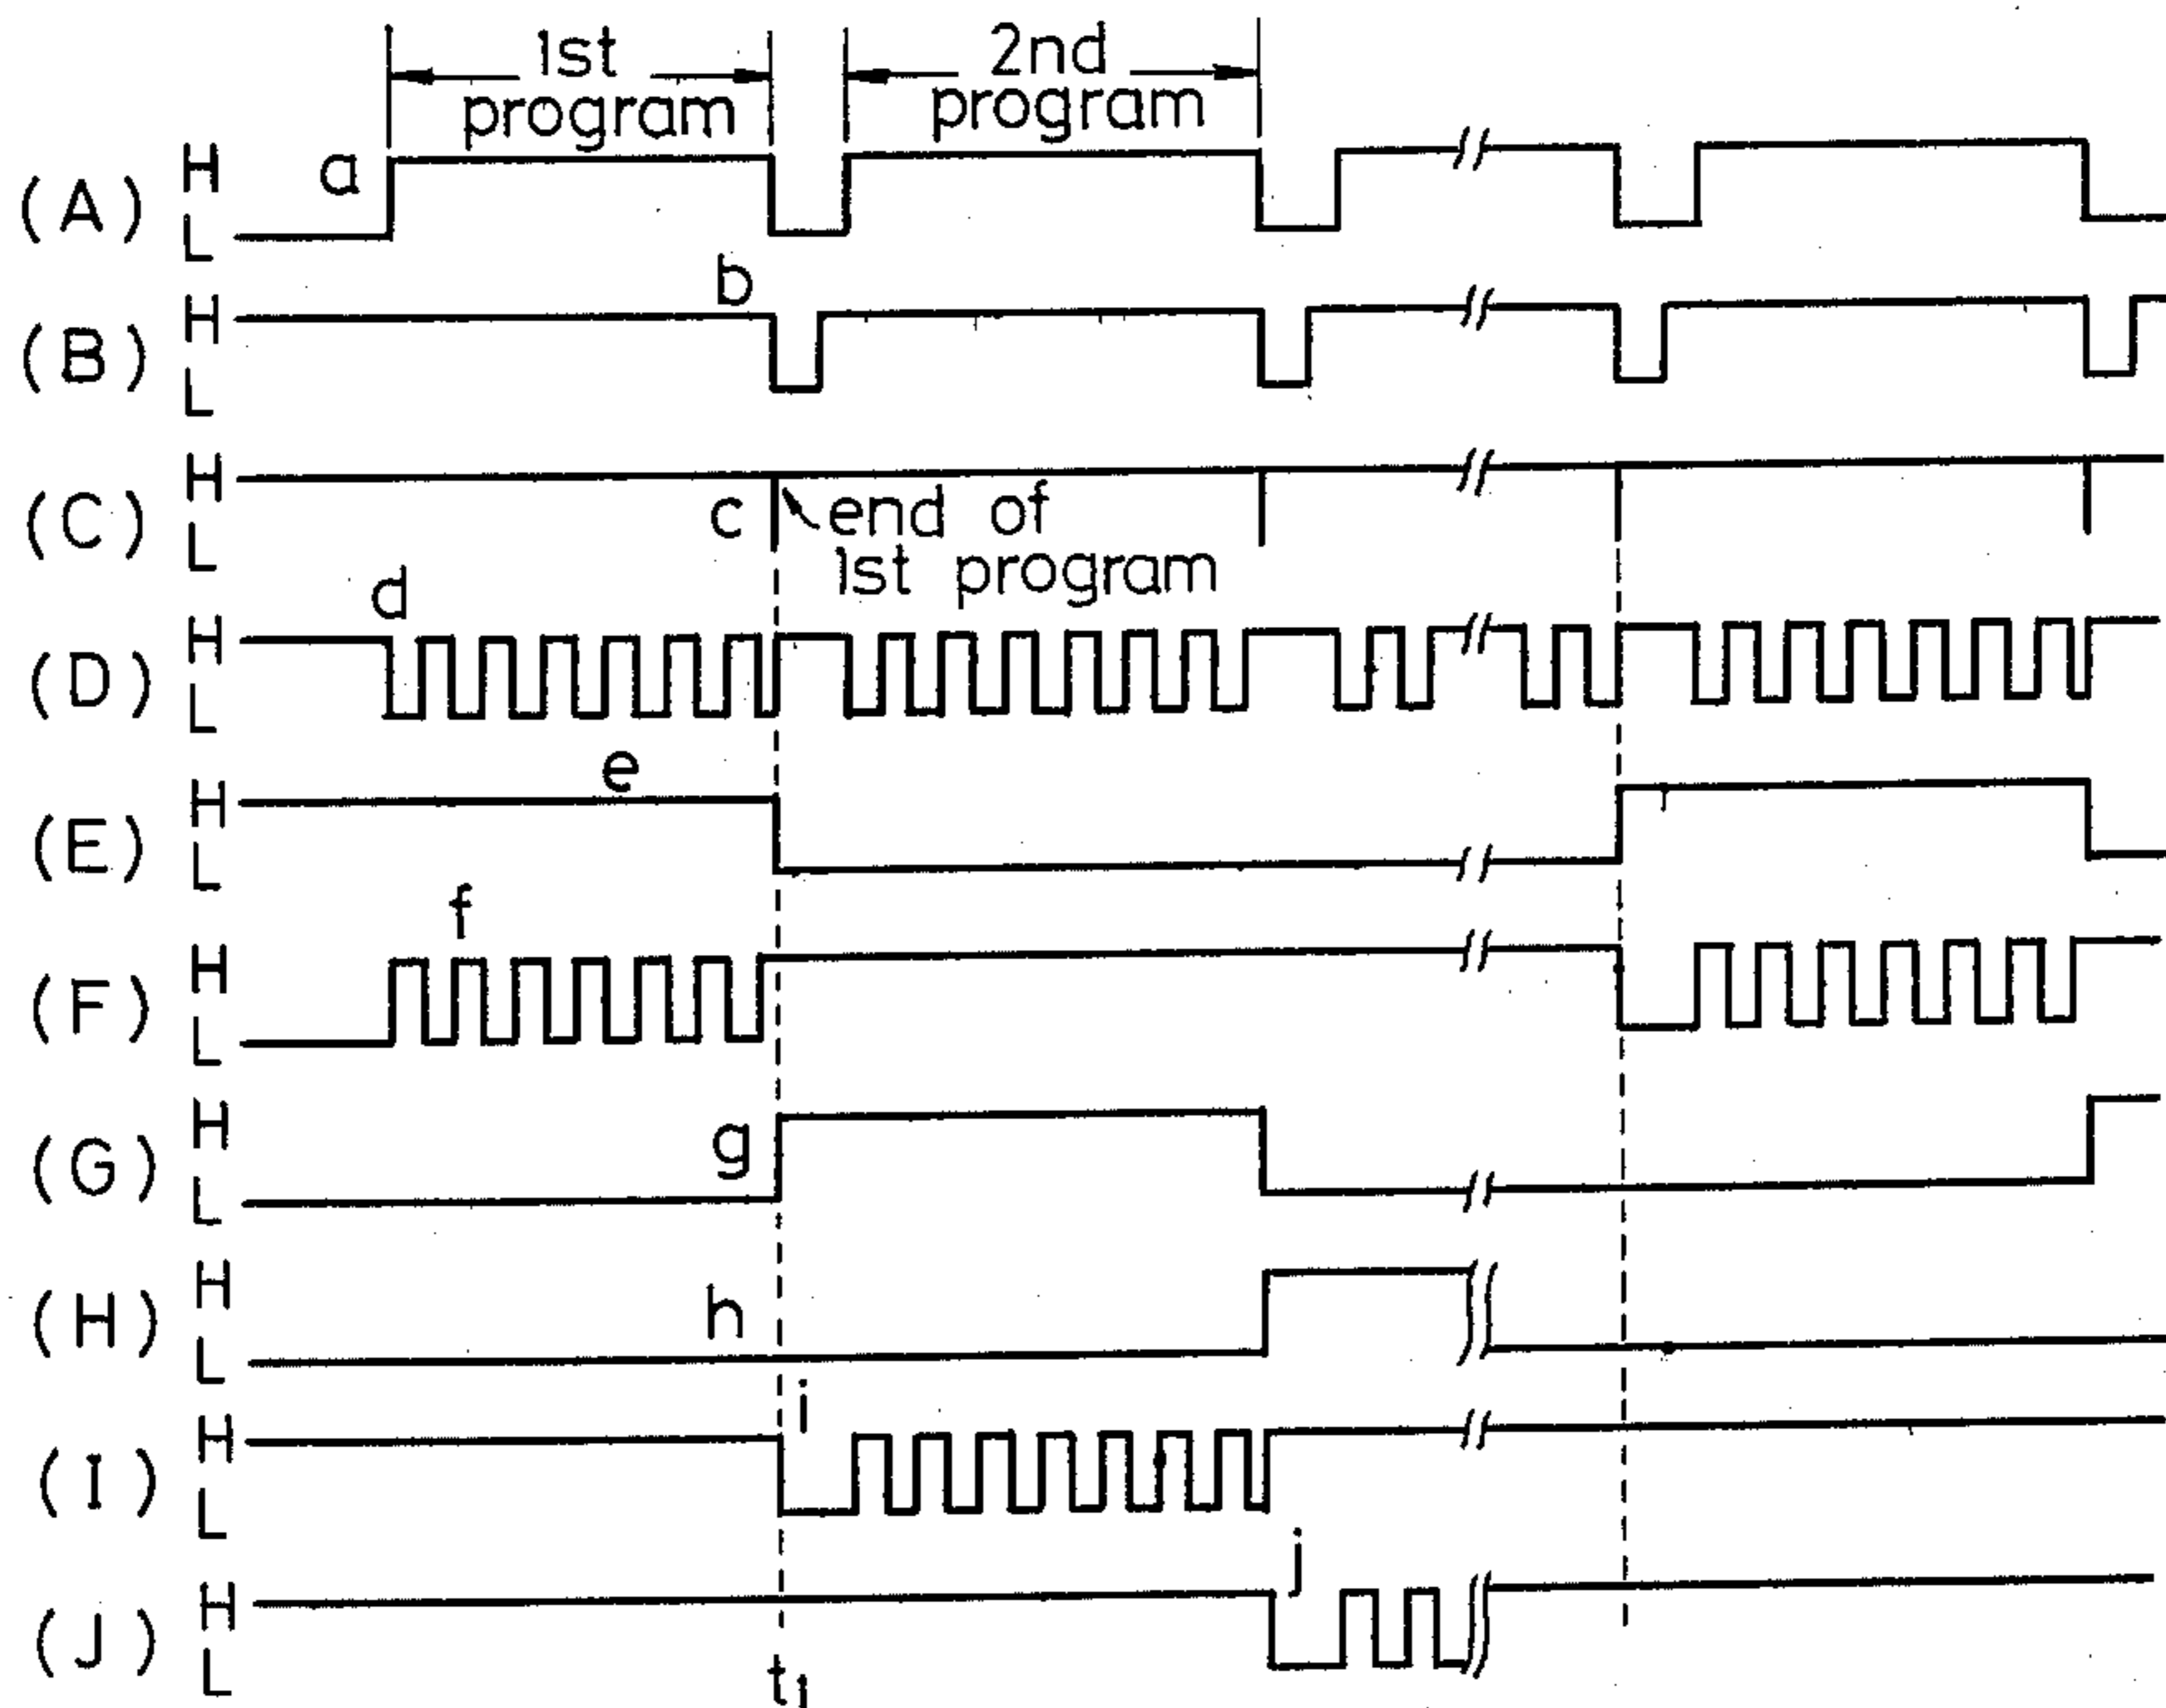 1st
program
2nd
program
(A) H
L
a
(B) H
L
b
(C) H
L
c
end of
1st program
(D) H
L
d
(E) H
L
e
(F) H
L
f
(G) H
L
g
(H) H
L
h
(I) H
L
i
(J) H
L
j
t1